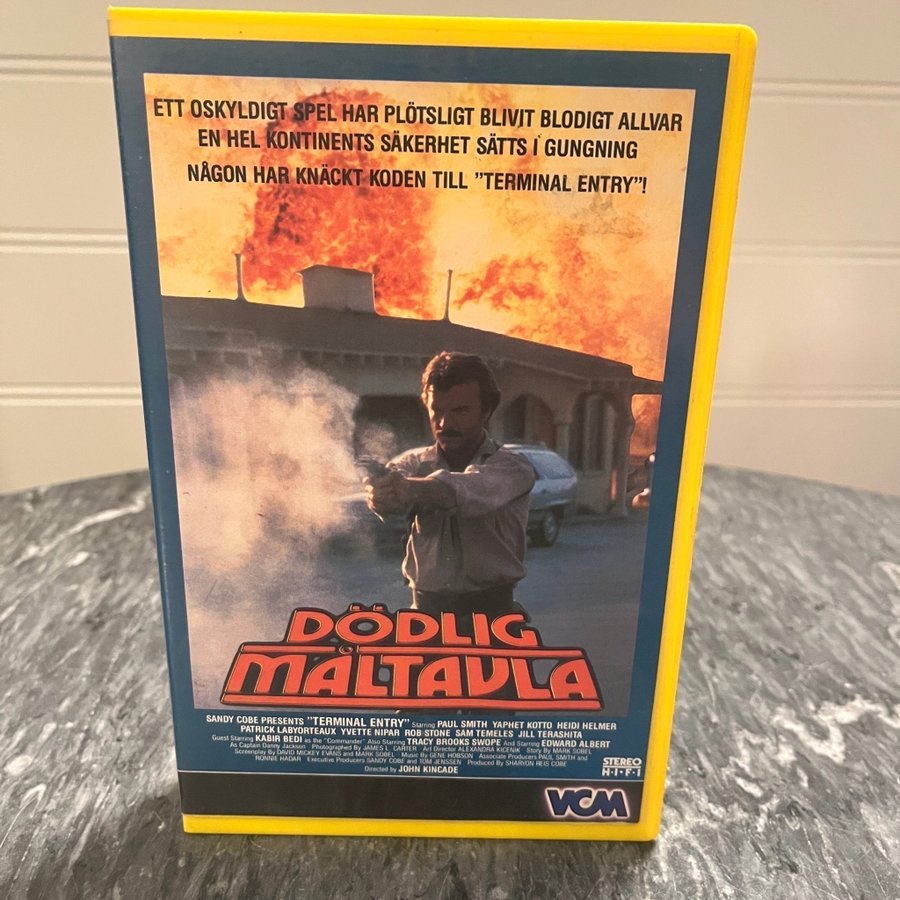 ETT OSKYLDIGT SPEL HAR PLÖTSLIGT BLIVIT BLODIGT ALLVAR
EN HEL KONTINENTS SÄKERHET SÄTTS I GUNGNING
NÅGON HAR KNÄCKT KODEN TILL ”TERMINAL ENTRY”!
DÖDLIG
MÅLTAVLA
SANDY COBE PRESENTS "TERMINAL ENTRY" Starring PAUL SMITH YAPHET KOTTO HEIDI HELMER
PATRICK LABYORTEAUX YVETTE NIPAR ROB STONE SAM TEMELES JILL TERASHITA
Guest Starring KABIR BEDI as the "Commander" Also Starring TRACY BROOKS SWOPE And Starring EDWARD ALBERT
As Captain Danny Jackson Photographed By JAMES L. CARTER Art Director ALEXANDRA KICENIK Story By MARK SOBEL
Screenplay By DAVID MICKEY EVANS and MARK SOBEL Music By GENE HOBSON Associate Producers PAUL SMITH and
RONNIE HADAR Executive Producers SANDY COBE and TOM JENSSEN Produced By SHARYON REIS COBE
Directed by JOHN KINCADE
STEREO
H·I·F·I
VCM